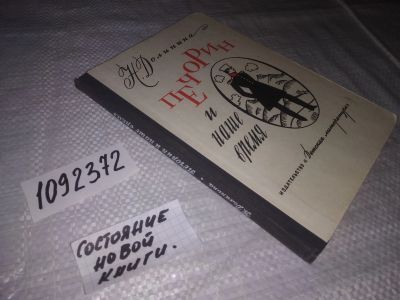 Н. Долинина
ПЕЧОРИН
и
наше
время
ИЗДАТЕЛЬСТВО «Детская литература»
1092372
СОСТОЯНИЕ
НОВОЙ
КНИГИ.